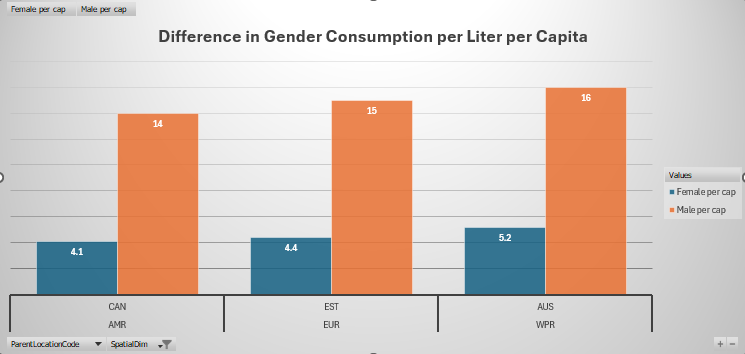 Female per cap Male per cap
Difference in Gender Consumption per Liter per Capita
14 15 16
4.1 4.4 5.2
Values
Female per cap
Male per cap
CAN EST AUS
AMR EUR WPR
ParentLocationCode SpatialDim